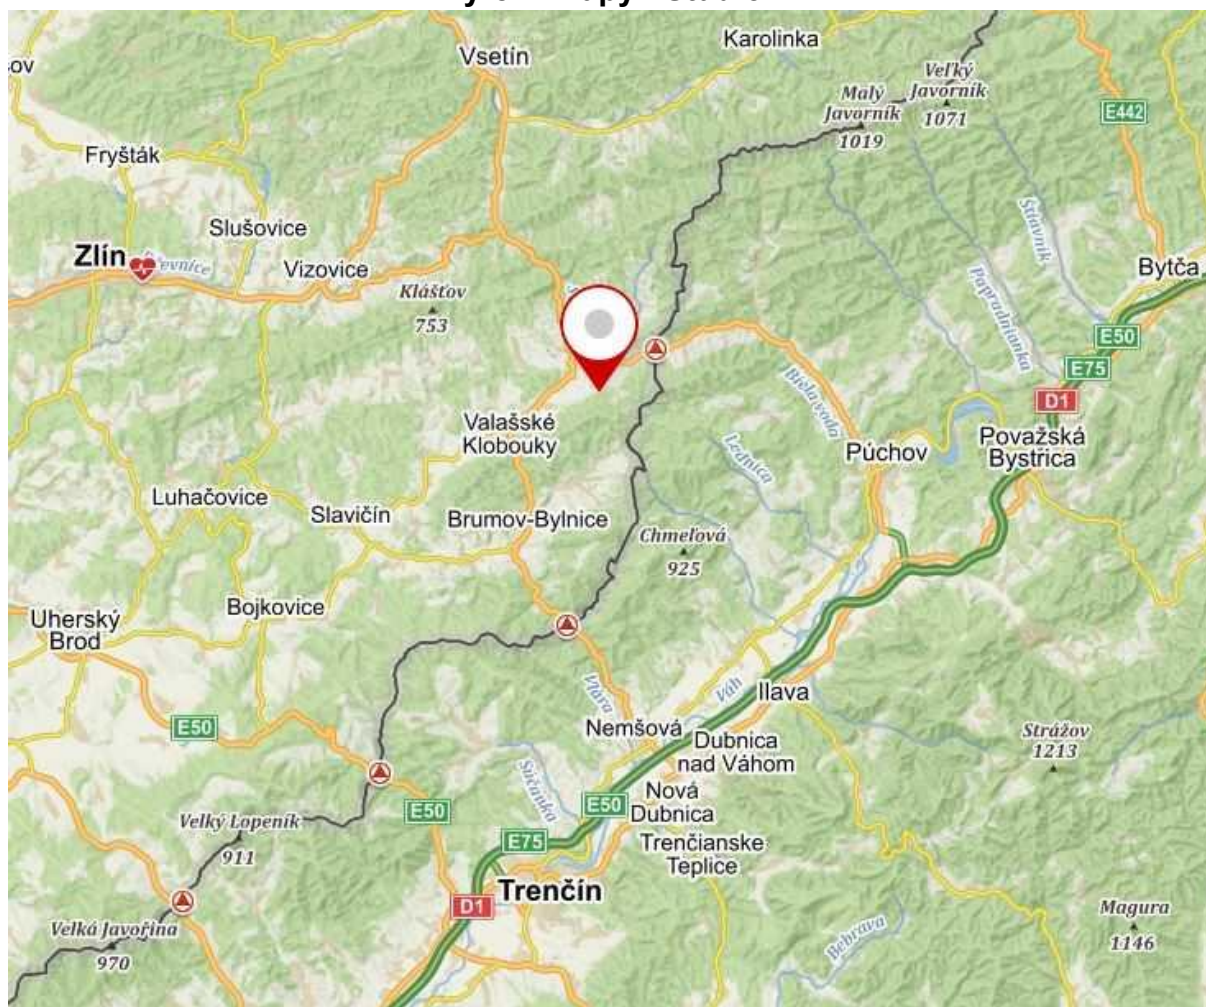 Karolinka
Vsetín
Veľký
Javorník
1071
Malý
Javorník
1019
E442
Fryšták
Slušovice
Zlín
Vizovice
Štiavnik
Bytča
Klášťov
753
Papradnianka
E50
E75
D1
Biela voda
Valašské
Klobouky
Lednica
Púchov
Považská
Bystřica
Luhačovice
Slavičín
Brumov-Bylnice
Chmeľová
925
Bojkovice
Uherský
Brod
Vlára
Váh
Ilava
E50
Nemšová
Dubnica
nad Váhom
Strážov
1213
Súčanka
Nová
Dubnica
E50
E50
Velký Lopeník
911
E75
Trenčianske
Teplice
Trenčín
D1
Magura
1146
Velká Javořina
970
Bebrava